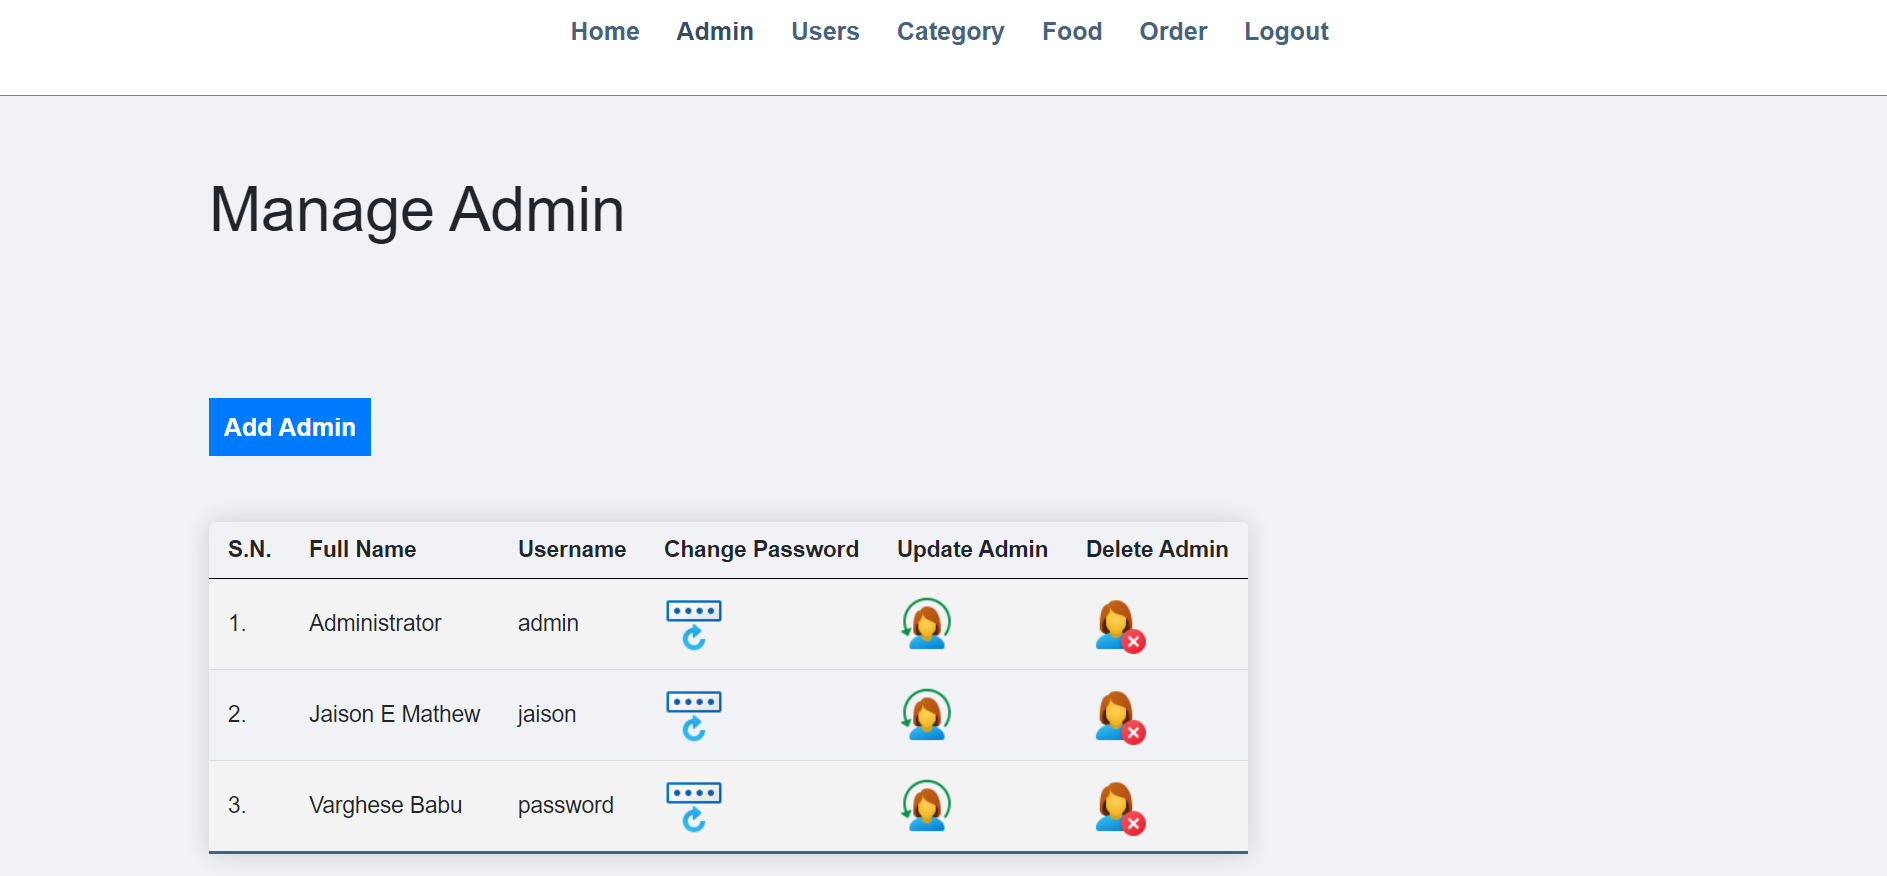 Home Admin Users Category Food Order Logout
Manage Admin
Add Admin
S.N. Full Name Username Change Password Update Admin Delete Admin
1. Administrator admin
2. Jaison E Mathew jaison
3. Varghese Babu password